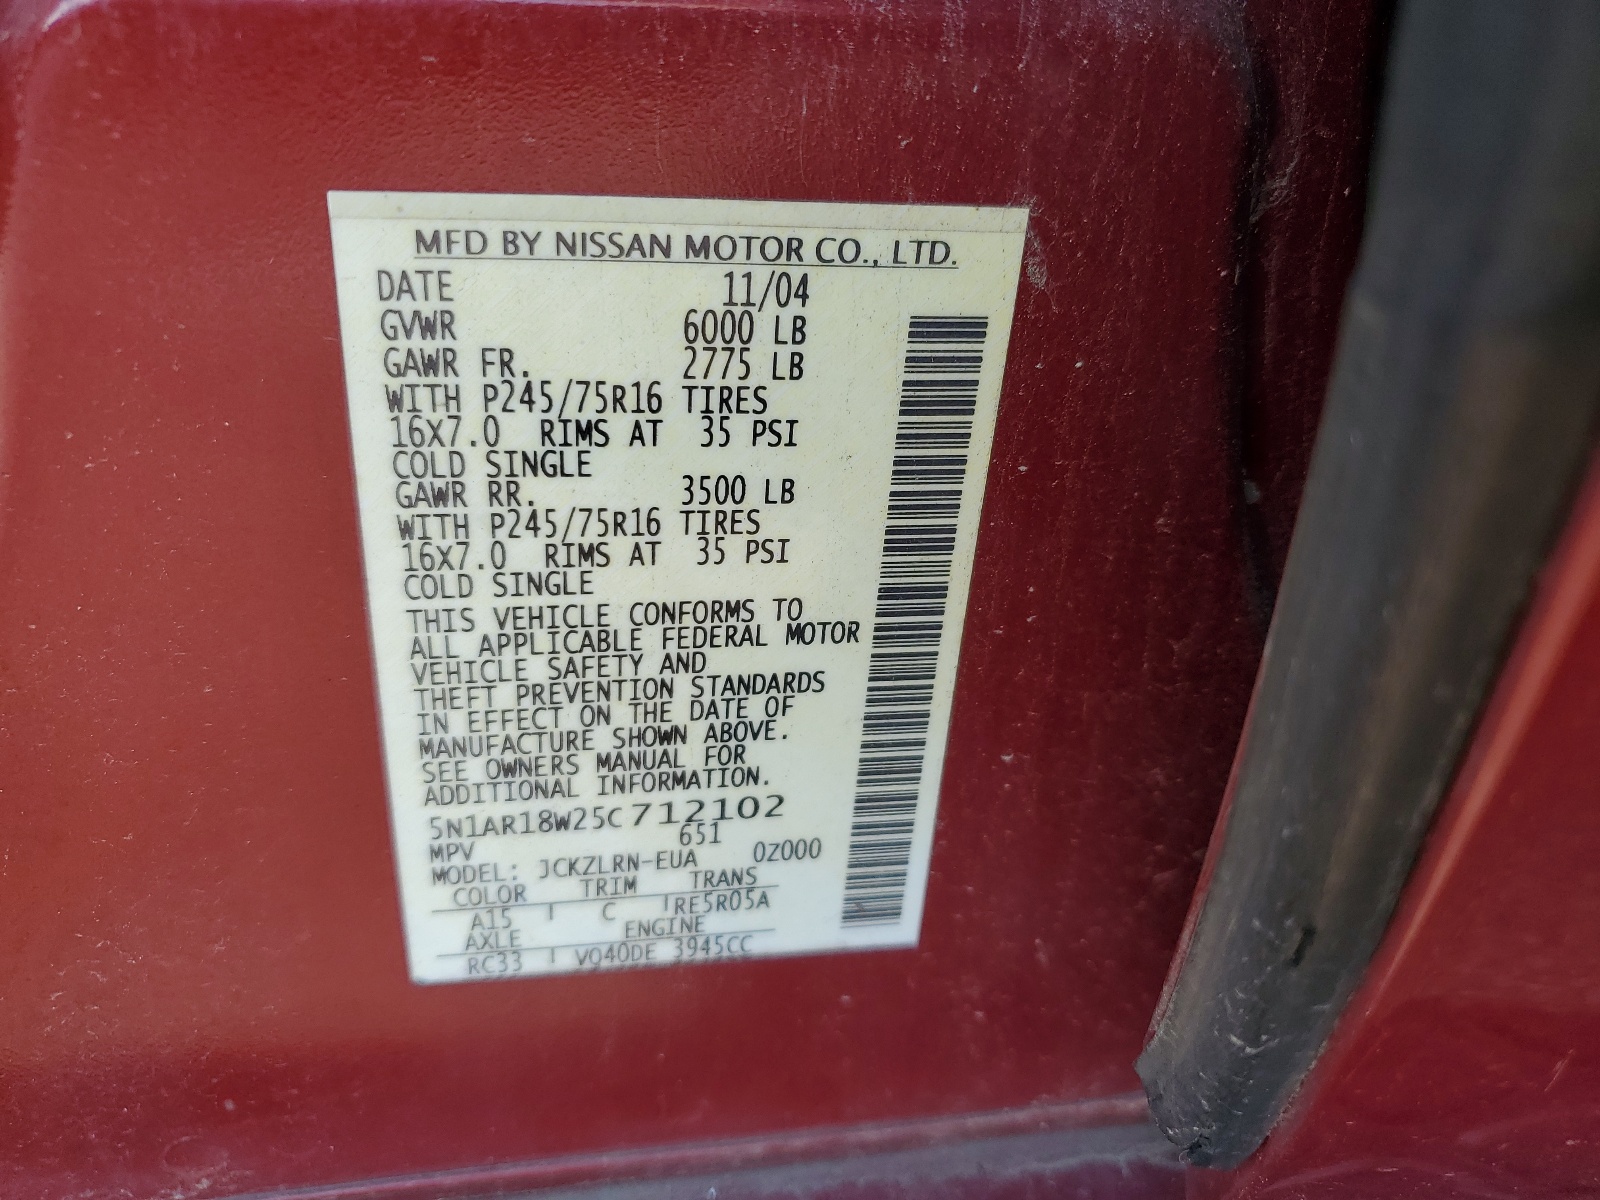 MFD BY NISSAN MOTOR CO., LTD.
DATE 11/04
GVWR 6000 LB
GAWR FR. 2775 LB
WITH P245/75R16 TIRES
16X7.0 RIMS AT 35 PSI
COLD SINGLE
GAWR RR. 3500 LB
WITH P245/75R16 TIRES
16X7.0 RIMS AT 35 PSI
COLD SINGLE
THIS VEHICLE CONFORMS TO
ALL APPLICABLE FEDERAL MOTOR
VEHICLE SAFETY AND
THEFT PREVENTION STANDARDS
IN EFFECT ON THE DATE OF
MANUFACTURE SHOWN ABOVE.
SEE OWNERS MANUAL FOR
ADDITIONAL INFORMATION.
5N1AR18W25C712102
MPV 651
MODEL: JCKZLRN-EUA 0Z000
COLOR TRIM TRANS
A15 C RE5R05A
AXLE ENGINE
RC33 VQ40DE 3945CC